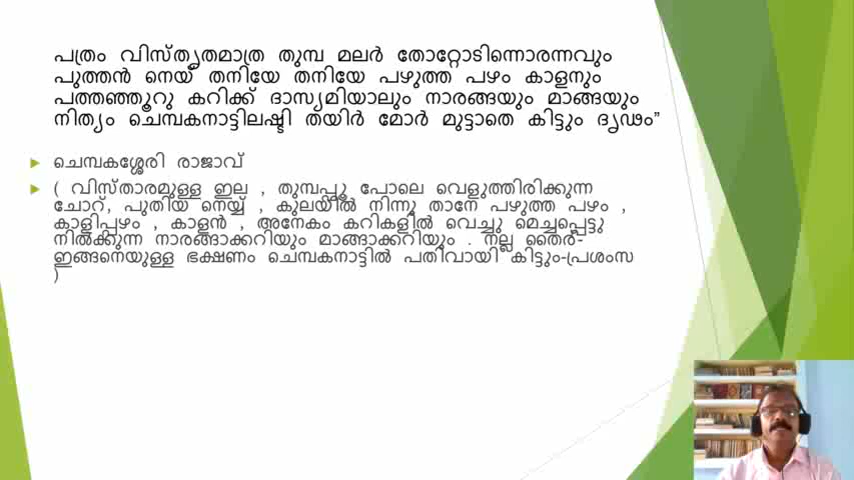 പത്രം വിസ്തൃതമാത്ര തുമ്പ മലർ തോറ്റോടിന്നൊരന്നവും
പുത്തൻ നെയ് തനിയേ തനിയേ പഴുത്ത പഴം കാളനും
പത്തഞ്ഞൂറു കറിക്ക് ദാസ്യമിയാലും നാരങ്ങയും മാങ്ങയും
നിത്യം ചെമ്പകനാട്ടിലഷ്ടി തയിർ മോർ മുട്ടാതെ കിട്ടും ദൃഢം"
ചെമ്പകശ്ശേരി രാജാവ്
( വിസ്താരമുള്ള ഇല , തുമ്പപ്പൂ പോലെ വെളുത്തിരിക്കുന്ന
ചോറ്, പുതിയ നെയ്യ് , കുലയിൽ നിന്നു താനേ പഴുത്ത പഴം ,
കാളിപ്പഴം , കാളൻ , അനേകം കറികളിൽ വെച്ചു മെച്ചപ്പെട്ടു
നിൽക്കുന്ന നാരങ്ങാക്കറിയും മാങ്ങാക്കറിയും . നല്ല തൈര്-
ഇങ്ങനെയുള്ള ഭക്ഷണം ചെമ്പകനാട്ടിൽ പതിവായി കിട്ടും-പ്രശംസ
)